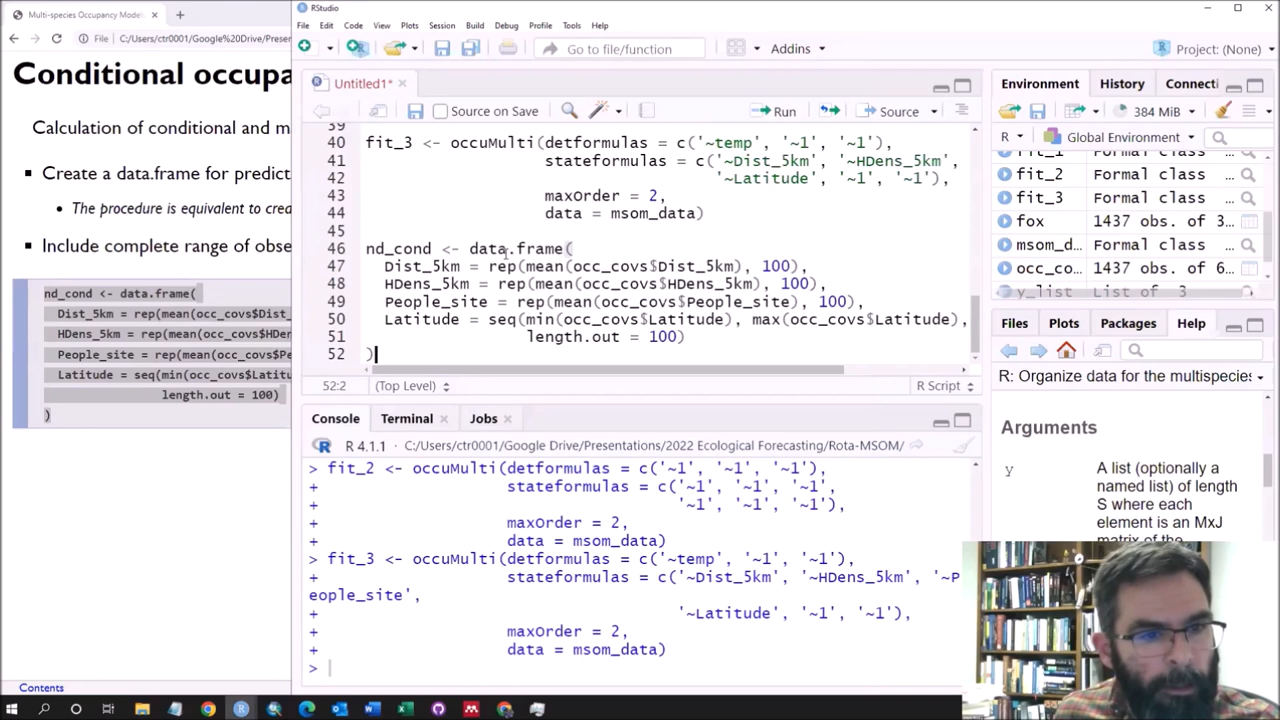 Multi-species Occupancy Model
RStudio
File
C:/Users/ctr0001/Google%20Drive/Presen
Conditional occupa
Calculation of conditional and m
Create a data.frame for predict
The procedure is equivalent to crea
Include complete range of obse
nd_cond <- data.frame(
Dist_5km = rep(mean(occ_covs$Dist_
HDens_5km = rep(mean(occ_covs$HDen
People_site = rep(mean(occ_covs$Pe
Latitude = seq(min(occ_covs$Latitu
length.out = 100)
)
Contents
File Edit Code View Plots Session Build Debug Profile Tools Help
Go to file/function
Addins
Project: (None)
Untitled1*
Source on Save
Run
Source
39
40 fit_3 <- occuMulti(detformulas = c('~temp', '~1', '~1'),
41 stateformulas = c('~Dist_5km', '~HDens_5km',
42 '~Latitude', '~1', '~1'),
43 maxOrder = 2,
44 data = msom_data)
45
46 nd_cond <- data.frame(
47 Dist_5km = rep(mean(occ_covs$Dist_5km), 100),
48 HDens_5km = rep(mean(occ_covs$HDens_5km), 100),
49 People_site = rep(mean(occ_covs$People_site), 100),
50 Latitude = seq(min(occ_covs$Latitude), max(occ_covs$Latitude),
51 length.out = 100)
52 )
52:2 (Top Level) R Script
Console Terminal Jobs
R 4.1.1 · C:/Users/ctr0001/Google Drive/Presentations/2022 Ecological Forecasting/Rota-MSOM/
> fit_2 <- occuMulti(detformulas = c('~1', '~1', '~1'),
+ stateformulas = c('~1', '~1', '~1',
+ '~1', '~1', '~1'),
+ maxOrder = 2,
+ data = msom_data)
> fit_3 <- occuMulti(detformulas = c('~temp', '~1', '~1'),
+ stateformulas = c('~Dist_5km', '~HDens_5km', '~P
eople_site',
+ '~Latitude', '~1', '~1'),
+ maxOrder = 2,
+ data = msom_data)
>
Environment History Connecti
384 MiB
R Global Environment
fit_1 Formal class ...
fit_2 Formal class ...
fit_3 Formal class ...
fox 1437 obs. of 3...
msom_d... Formal class ...
occ_co... 1437 obs. of ...
y_list List of 3
Files Plots Packages Help
R: Organize data for the multispecies
Arguments
y A list (optionally a
named list) of length
S where each
element is an MxJ
matrix of the